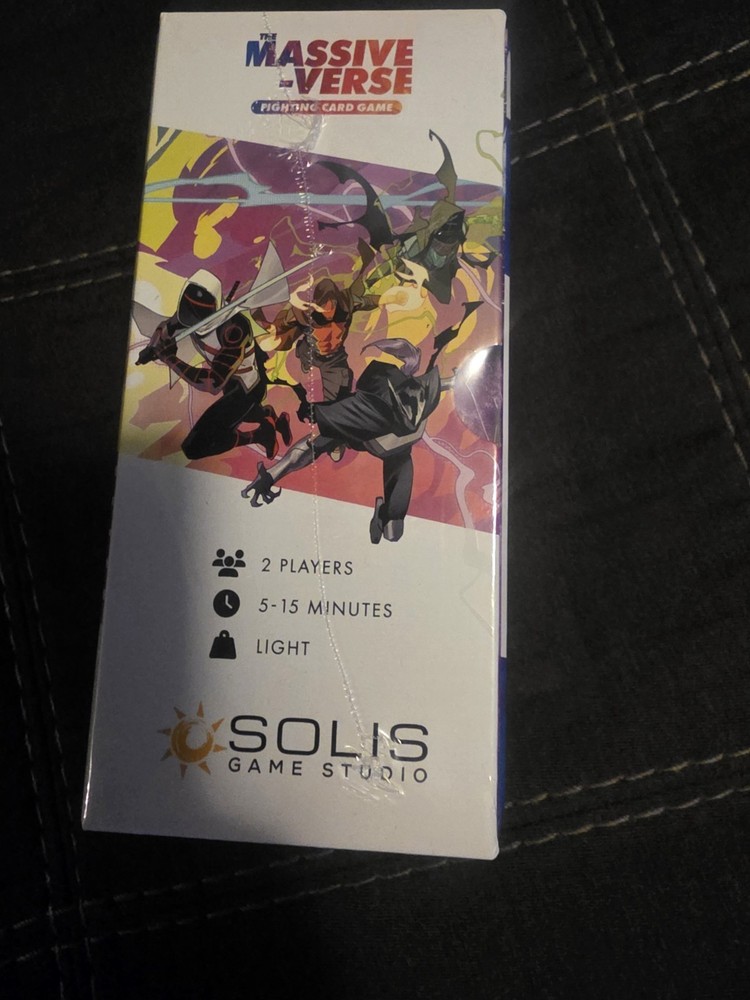 THE
MASSIVE
-VERSE
FIGHTING CARD GAME
2 PLAYERS
5-15 MINUTES
LIGHT
SOLIS
GAME STUDIO